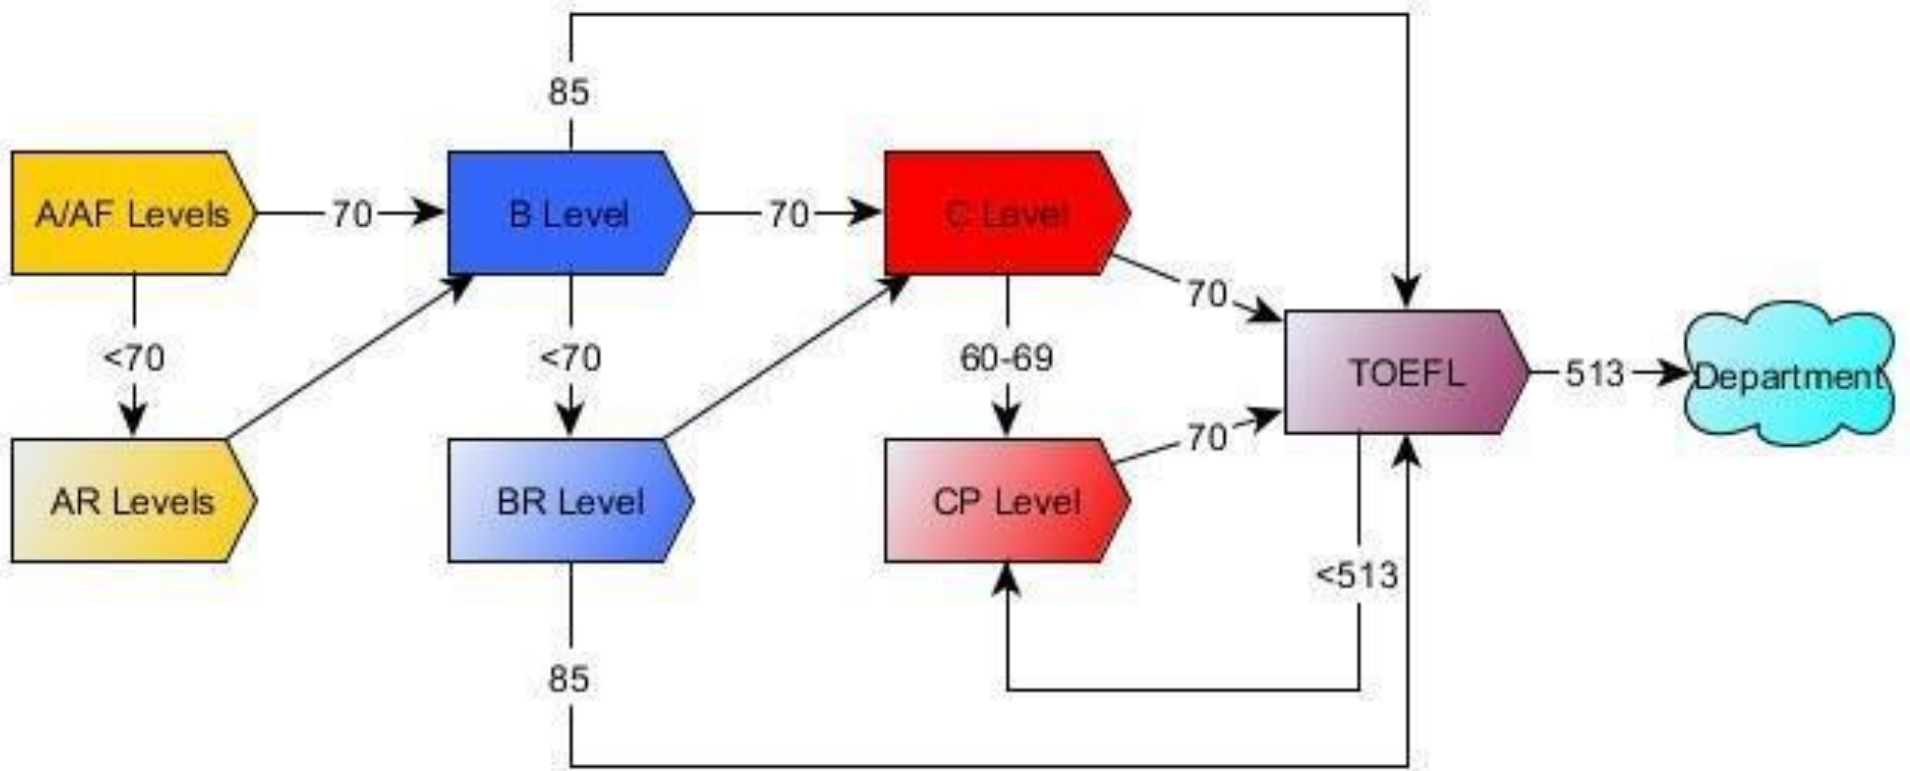 85
A/AF Levels
70
B Level
70
C Level
70
<70
<70
60-69
TOEFL
513
Department
70
AR Levels
BR Level
CP Level
<513
85